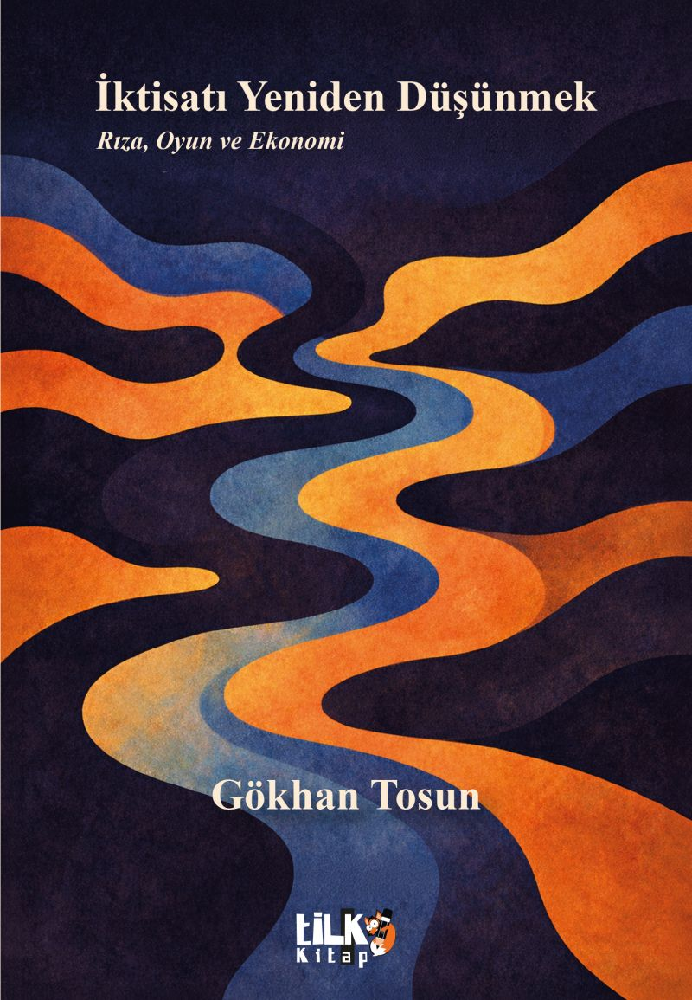 İktisatı Yeniden Düşünmek
Rıza, Oyun ve Ekonomi
Gökhan Tosun
tiLKi
Kitap